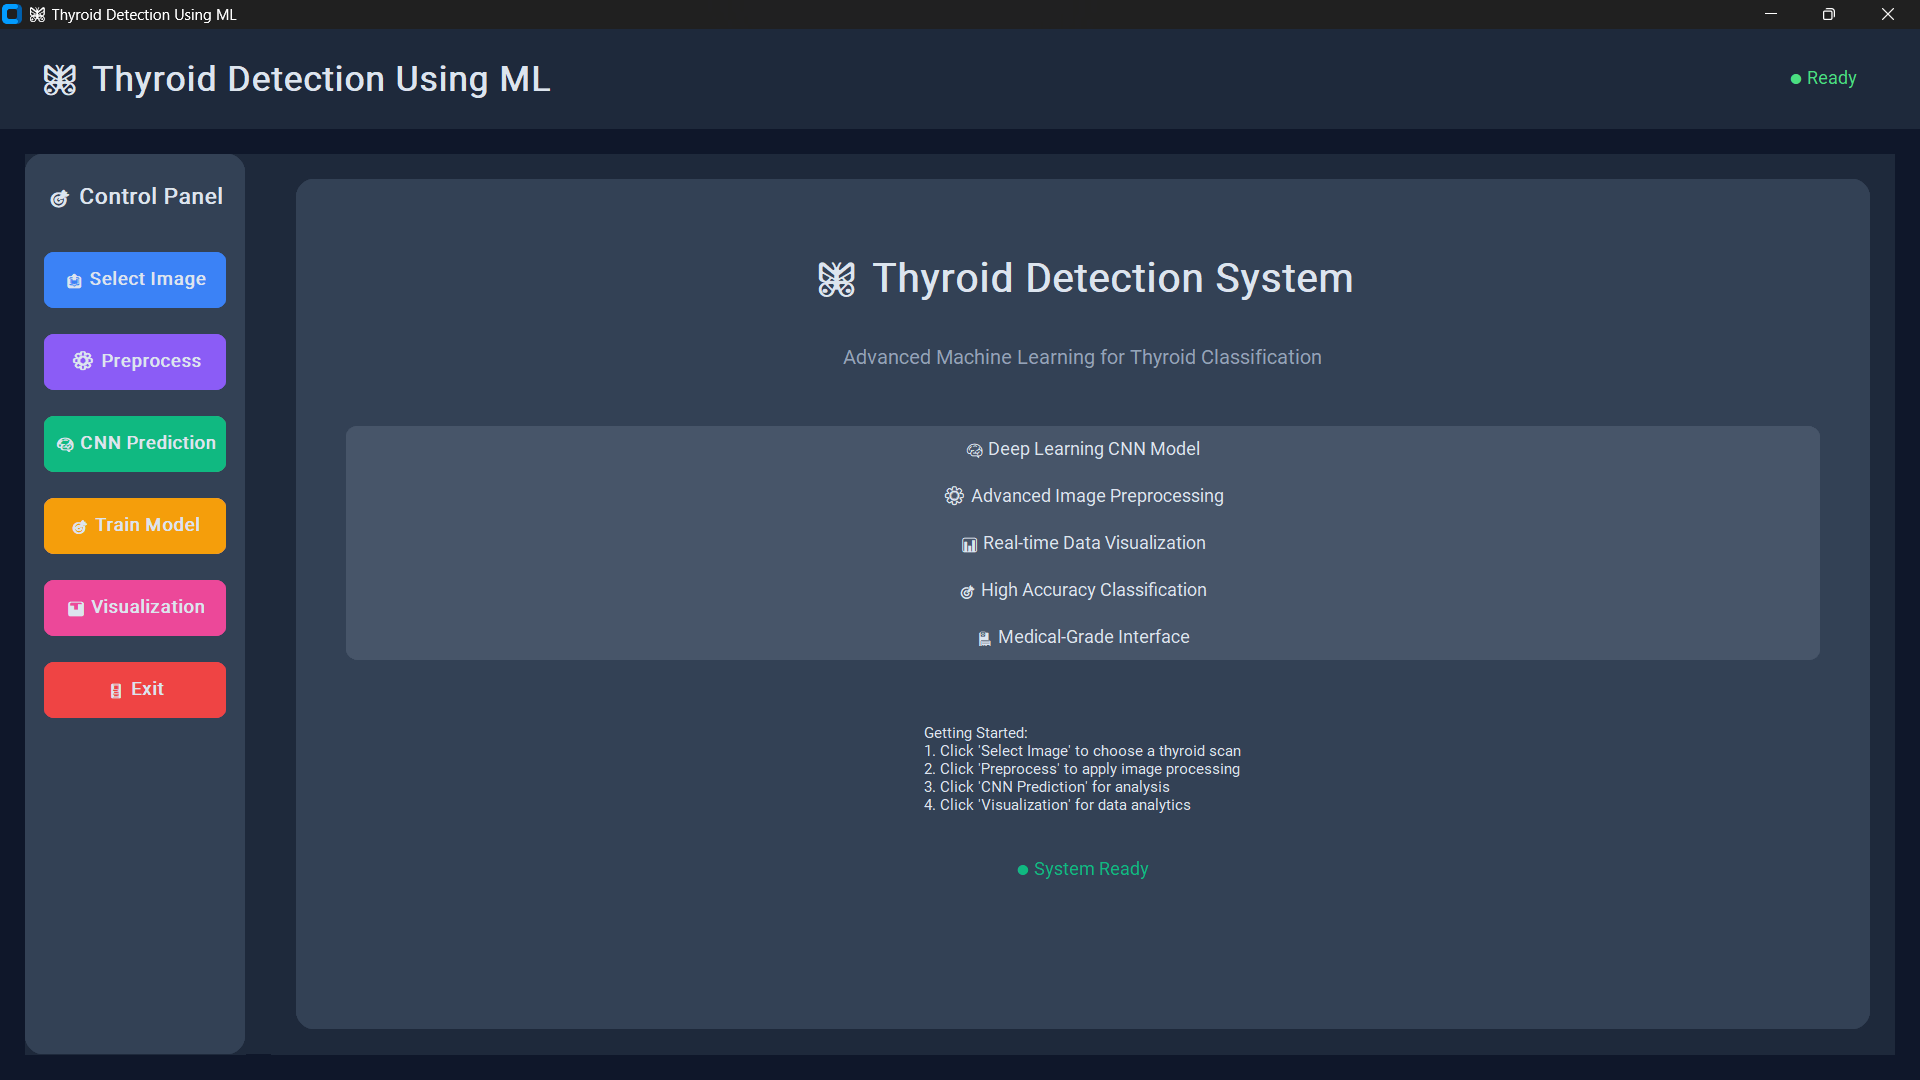 Thyroid Detection Using ML
Thyroid Detection Using ML
Ready
Control Panel
Select Image
Preprocess
CNN Prediction
Train Model
Visualization
Exit
Thyroid Detection System
Advanced Machine Learning for Thyroid Classification
Deep Learning CNN Model
Advanced Image Preprocessing
Real-time Data Visualization
High Accuracy Classification
Medical-Grade Interface
Getting Started:
1. Click 'Select Image' to choose a thyroid scan
2. Click 'Preprocess' to apply image processing
3. Click 'CNN Prediction' for analysis
4. Click 'Visualization' for data analytics
System Ready